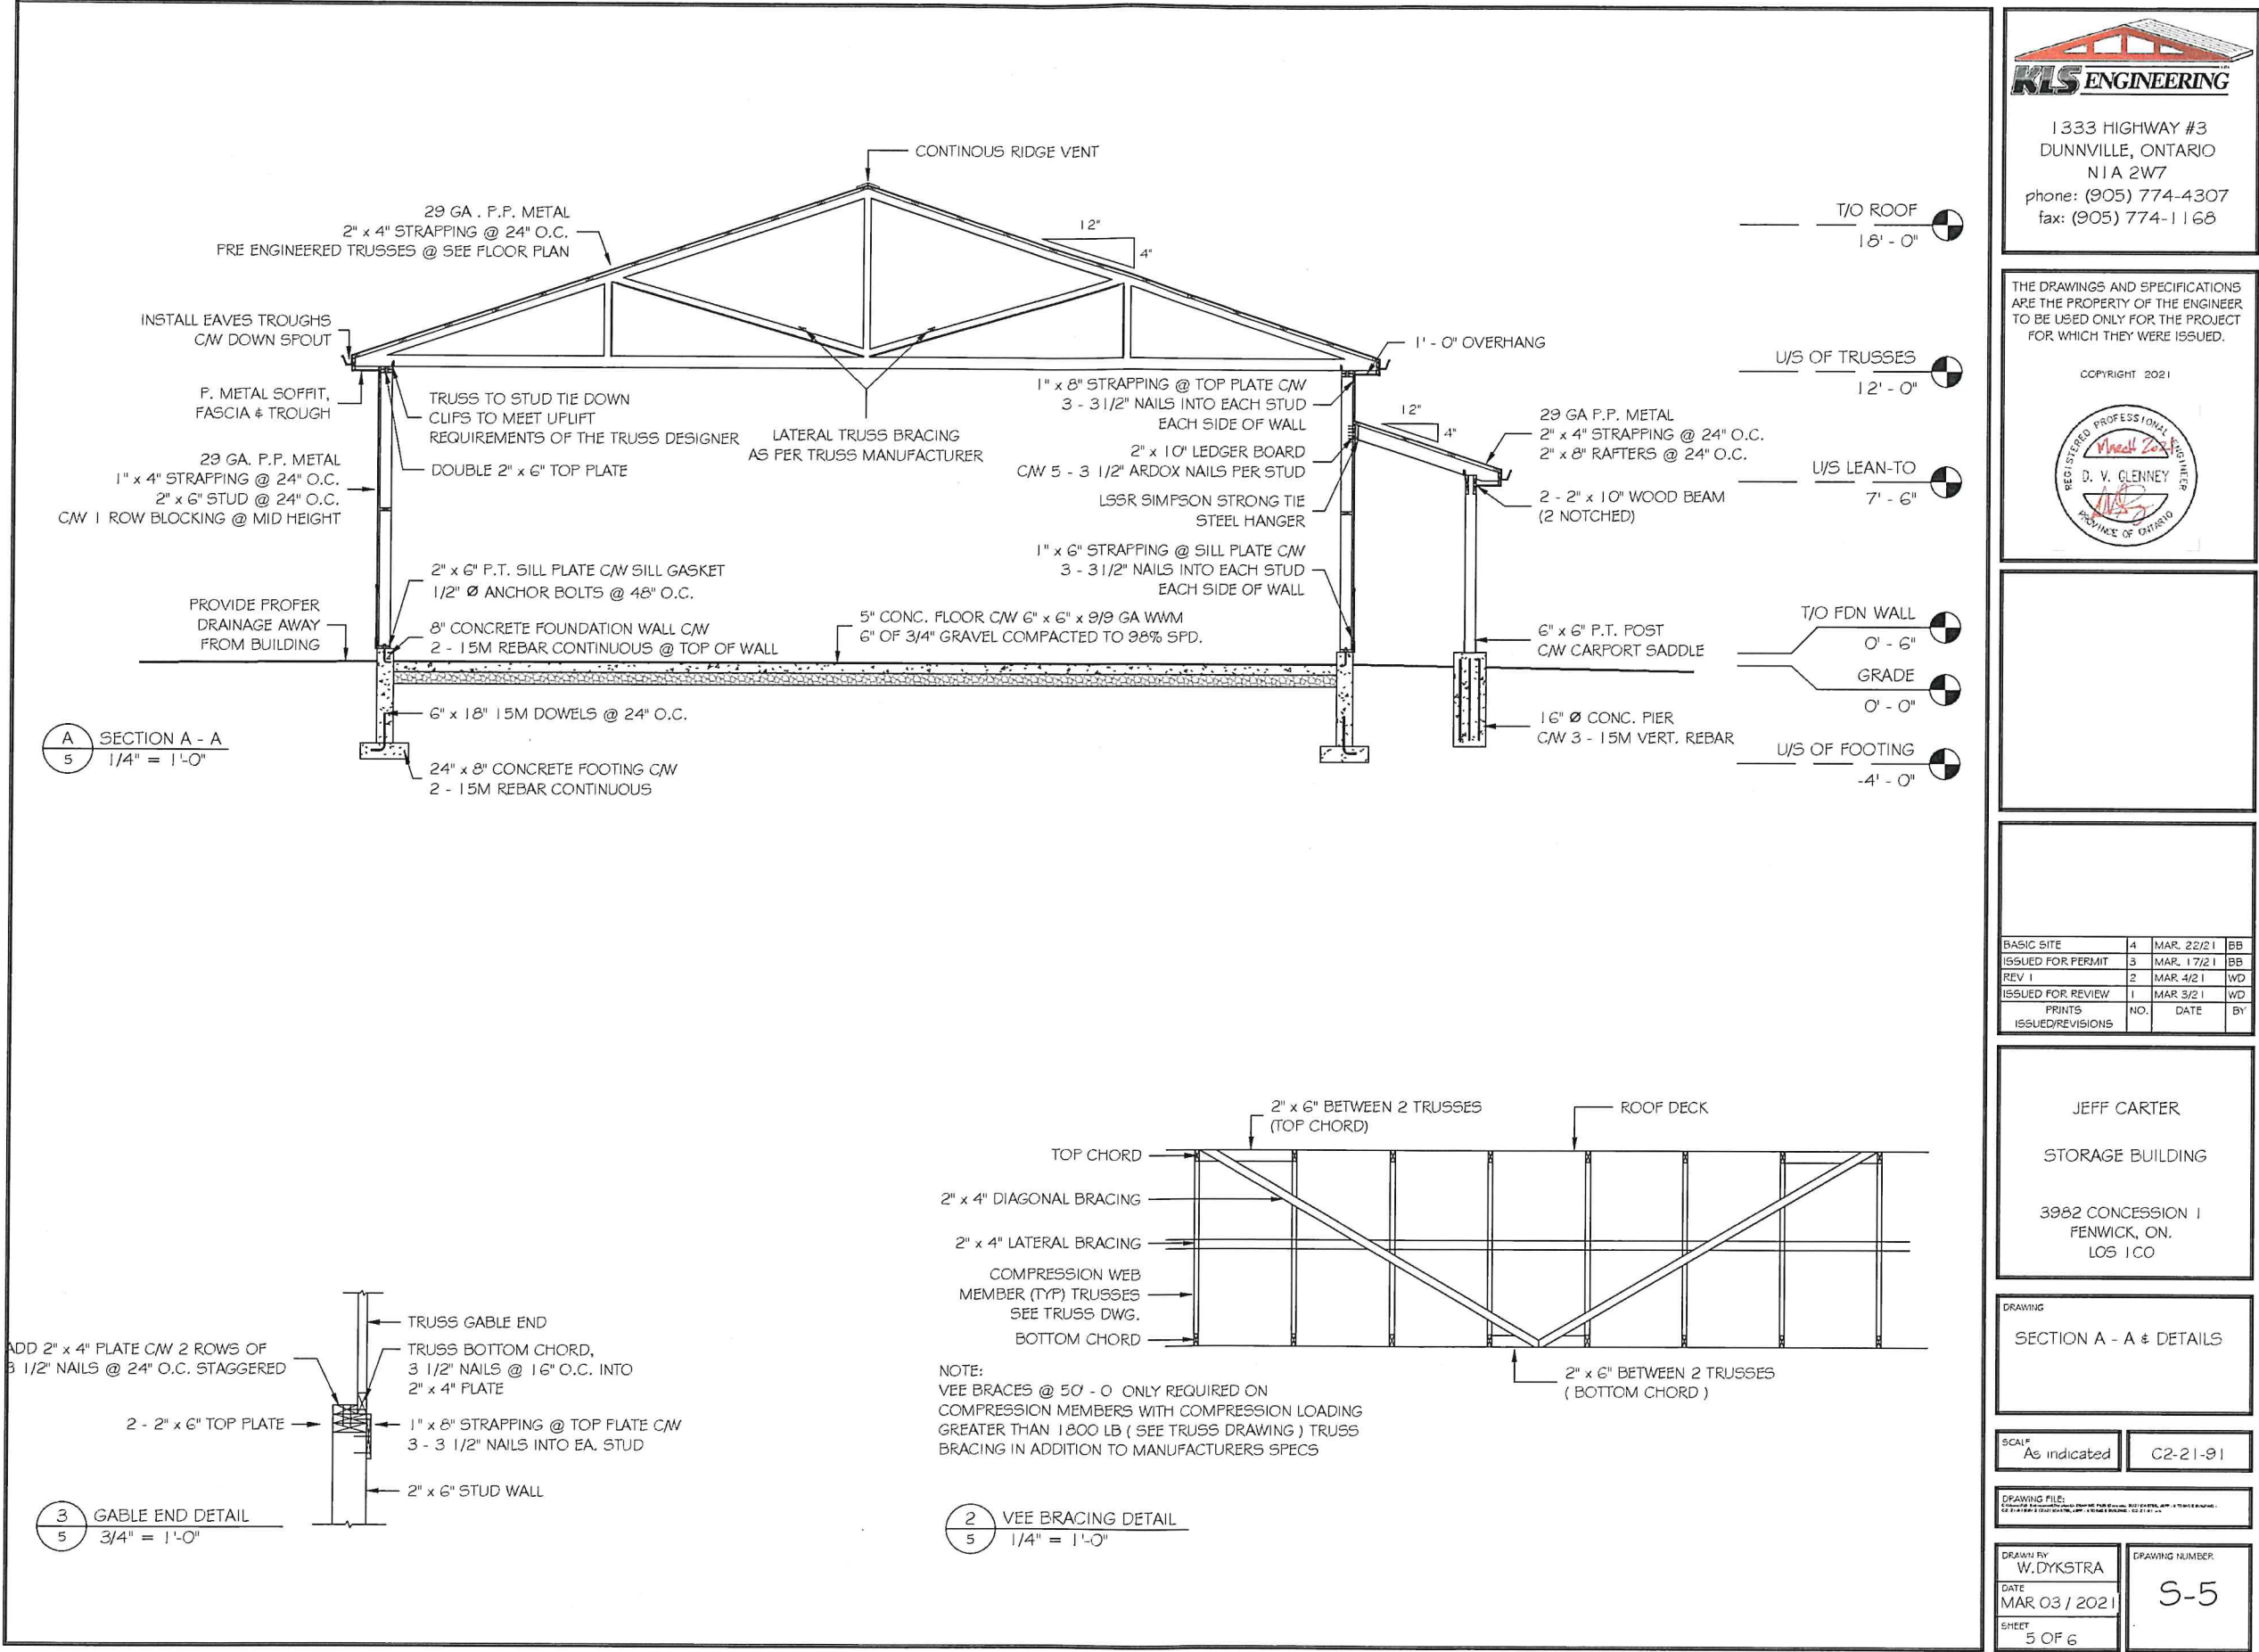 CONTINOUS RIDGE VENT
29 GA . P.P. METAL
2" x 4" STRAPPING @ 24" O.C.
PRE ENGINEERED TRUSSES @ SEE FLOOR PLAN
12"
4"
INSTALL EAVES TROUGHS
C/W DOWN SPOUT
P. METAL SOFFIT,
FASCIA & TROUGH
29 GA. P.P. METAL
1" x 4" STRAPPING @ 24" O.C.
2" x 6" STUD @ 24" O.C.
C/W 1 ROW BLOCKING @ MID HEIGHT
PROVIDE PROPER
DRAINAGE AWAY
FROM BUILDING
TRUSS TO STUD TIE DOWN
CLIPS TO MEET UPLIFT
REQUIREMENTS OF THE TRUSS DESIGNER
DOUBLE 2" x 6" TOP PLATE
LATERAL TRUSS BRACING
AS PER TRUSS MANUFACTURER
2" x 6" P.T. SILL PLATE C/W SILL GASKET
1/2" Ø ANCHOR BOLTS @ 48" O.C.
8" CONCRETE FOUNDATION WALL C/W
2 - 15M REBAR CONTINUOUS @ TOP OF WALL
5" CONC. FLOOR C/W 6" x 6" x 9/9 GA WWM
6" OF 3/4" GRAVEL COMPACTED TO 98% SPD.
6" x 18" 15M DOWELS @ 24" O.C.
24" x 8" CONCRETE FOOTING C/W
2 - 15M REBAR CONTINUOUS
1' - 0" OVERHANG
1" x 8" STRAPPING @ TOP PLATE C/W
3 - 3 1/2" NAILS INTO EACH STUD
EACH SIDE OF WALL
2" x 10" LEDGER BOARD
C/W 5 - 3 1/2" ARDOX NAILS PER STUD
LSSR SIMPSON STRONG TIE
STEEL HANGER
1" x 6" STRAPPING @ SILL PLATE C/W
3 - 3 1/2" NAILS INTO EACH STUD
EACH SIDE OF WALL
12"
4"
29 GA P.P. METAL
2" x 4" STRAPPING @ 24" O.C.
2" x 8" RAFTERS @ 24" O.C.
2 - 2" x 10" WOOD BEAM
(2 NOTCHED)
6" x 6" P.T. POST
C/W CARPORT SADDLE
16" Ø CONC. PIER
C/W 3 - 15M VERT. REBAR
T/O ROOF
18' - 0"
U/S OF TRUSSES
12' - 0"
U/S LEAN-TO
7' - 6"
T/O FDN WALL
0' - 6"
GRADE
0' - 0"
U/S OF FOOTING
-4' - 0"
A
5
SECTION A - A
1/4" = 1'-0"
TRUSS GABLE END
TRUSS BOTTOM CHORD,
3 1/2" NAILS @ 16" O.C. INTO
2" x 4" PLATE
1" x 8" STRAPPING @ TOP PLATE C/W
3 - 3 1/2" NAILS INTO EA. STUD
2" x 6" STUD WALL
ADD 2" x 4" PLATE C/W 2 ROWS OF
3 1/2" NAILS @ 24" O.C. STAGGERED
2 - 2" x 6" TOP PLATE
3
5
GABLE END DETAIL
3/4" = 1'-0"
2" x 6" BETWEEN 2 TRUSSES
(TOP CHORD)
ROOF DECK
TOP CHORD
2" x 4" DIAGONAL BRACING
2" x 4" LATERAL BRACING
COMPRESSION WEB
MEMBER (TYP) TRUSSES
SEE TRUSS DWG.
BOTTOM CHORD
2" x 6" BETWEEN 2 TRUSSES
( BOTTOM CHORD )
NOTE:
VEE BRACES @ 50' - 0 ONLY REQUIRED ON
COMPRESSION MEMBERS WITH COMPRESSION LOADING
GREATER THAN 1800 LB ( SEE TRUSS DRAWING ) TRUSS
BRACING IN ADDITION TO MANUFACTURERS SPECS
2
5
VEE BRACING DETAIL
1/4" = 1'-0"
KLS ENGINEERING
1333 HIGHWAY #3
DUNNVILLE, ONTARIO
N1A 2W7
phone: (905) 774-4307
fax: (905) 774-1168
THE DRAWINGS AND SPECIFICATIONS
ARE THE PROPERTY OF THE ENGINEER
TO BE USED ONLY FOR THE PROJECT
FOR WHICH THEY WERE ISSUED.
COPYRIGHT 2021
REGISTERED PROFESSIONAL ENGINEER
March 2021
D. V. GLENNEY
PROVINCE OF ONTARIO
BASIC SITE 4 MAR. 22/21 BB
ISSUED FOR PERMIT 3 MAR. 17/21 BB
REV 1 2 MAR 4/21 WD
ISSUED FOR REVIEW 1 MAR 3/21 WD
PRINTS ISSUED/REVISIONS NO. DATE BY
JEFF CARTER
STORAGE BUILDING
3982 CONCESSION 1
FENWICK, ON.
L0S 1C0
DRAWING
SECTION A - A & DETAILS
SCALE
As indicated
C2-21-91
DRAWING FILE:
DRAWN BY
W.DYKSTRA
DATE
MAR 03 / 2021
SHEET
5 OF 6
DRAWING NUMBER
S-5